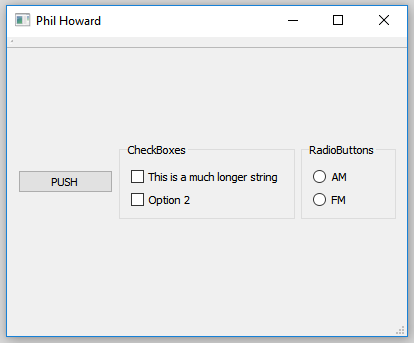 Phil Howard
CheckBoxes
RadioButtons
PUSH
This is a much longer string
AM
Option 2
FM